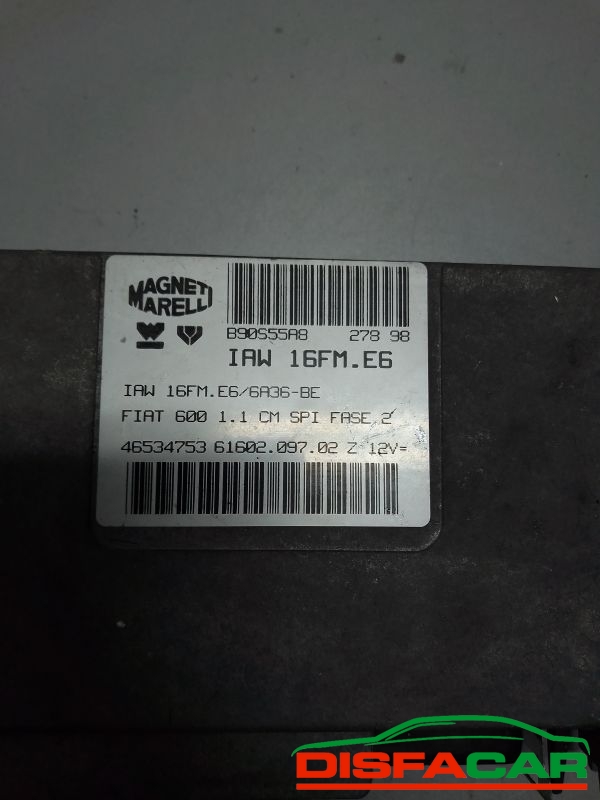 MAGNETI
MARELLI
B90S55A8 278 98
IAW 16FM.E6
IAW 16FM.E6/6A36-BE
FIAT 600 1.1 CM SPI FASE 2
46534753 61602.097.02 Z 12V=
DISFACAR